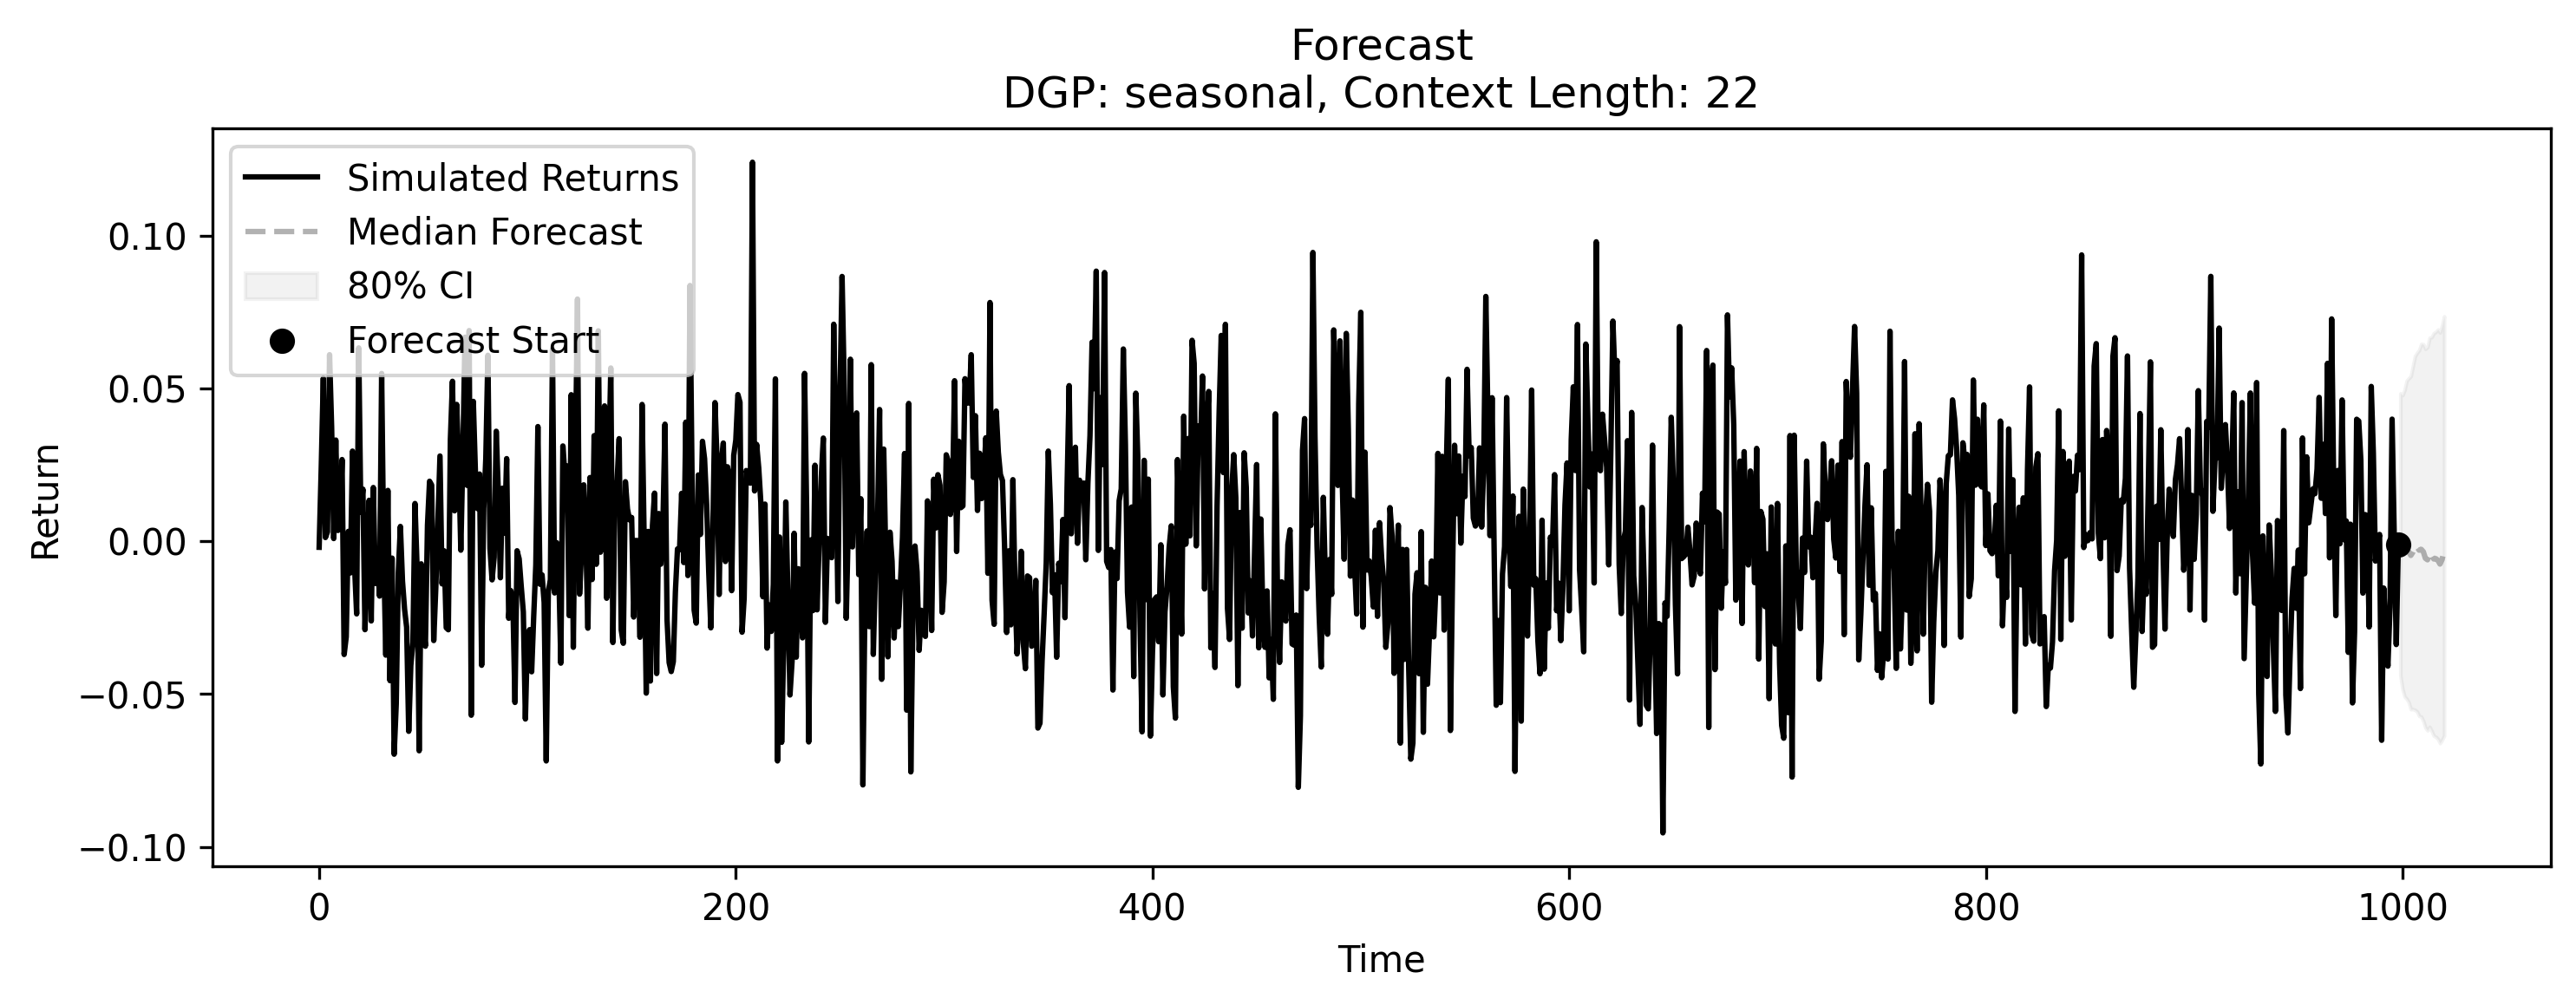 Forecast
DGP: seasonal, Context Length: 22
Simulated Returns
Median Forecast
80% CI
Forecast Start
Return
0.10
0.05
0.00
−0.05
−0.10
0 200 400 600 800 1000
Time